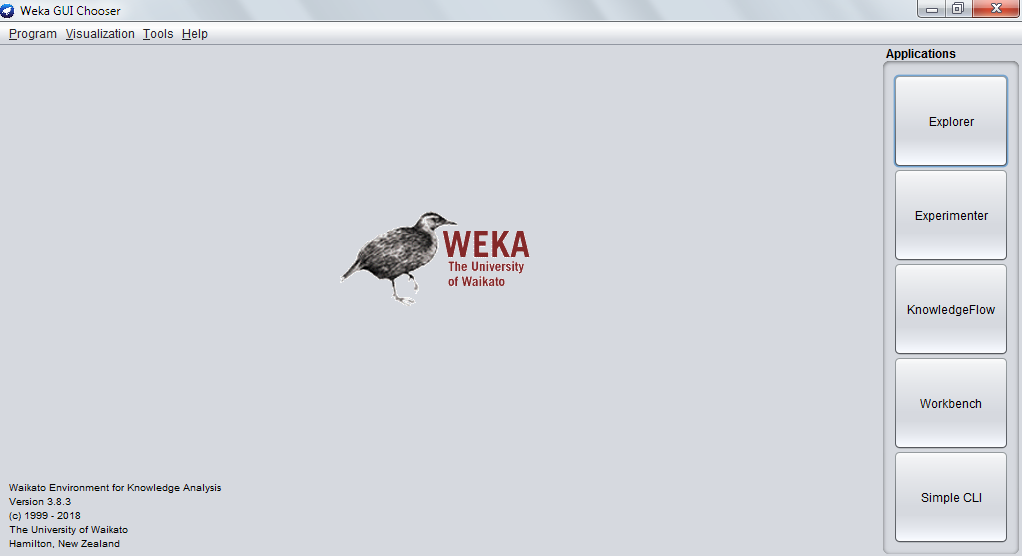 Weka GUI Chooser
Program Visualization Tools Help
Applications
Explorer
Experimenter
KnowledgeFlow
Workbench
Simple CLI
WEKA
The University
of Waikato
Waikato Environment for Knowledge Analysis
Version 3.8.3
(c) 1999 - 2018
The University of Waikato
Hamilton, New Zealand